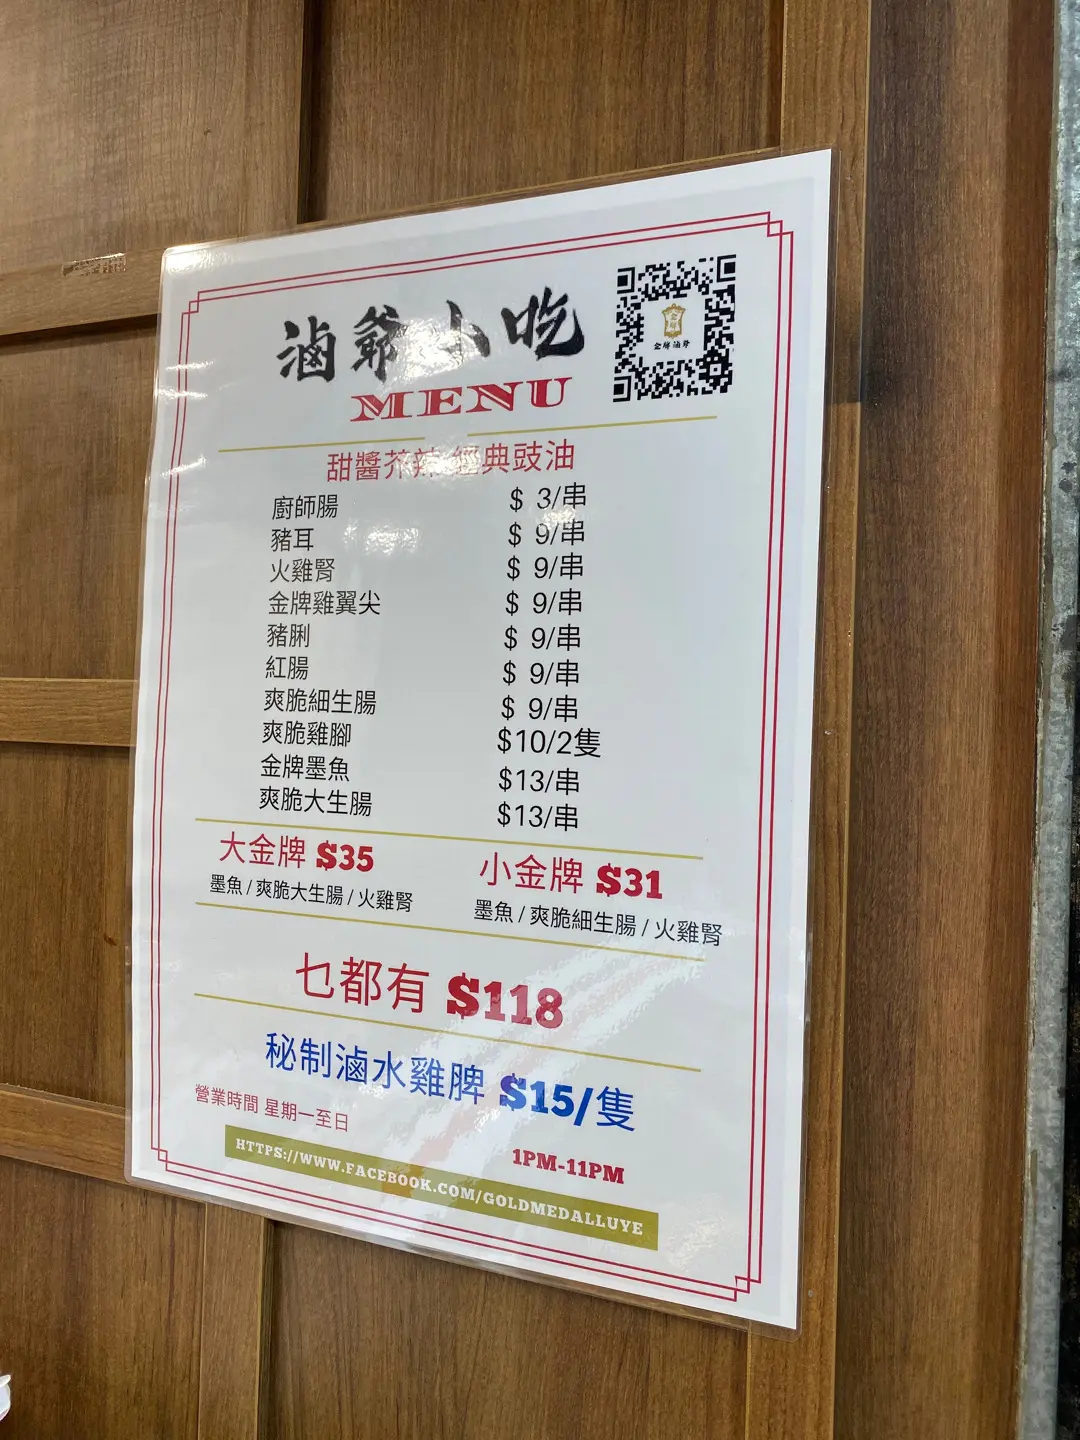 滷爺小吃
MENU
金牌滷爺
甜醬芥辣 經典豉油
廚師腸 $ 3/串
豬耳 $ 9/串
火雞腎 $ 9/串
金牌雞翼尖 $ 9/串
豬脷 $ 9/串
紅腸 $ 9/串
爽脆細生腸 $ 9/串
爽脆雞腳 $10/2隻
金牌墨魚 $13/串
爽脆大生腸 $13/串
大金牌 $35
墨魚 / 爽脆大生腸 / 火雞腎
小金牌 $31
墨魚 / 爽脆細生腸 / 火雞腎
乜都有 $118
秘制滷水雞脾 $15/隻
營業時間 星期一至日
1PM-11PM
HTTPS://WWW.FACEBOOK.COM/GOLDMEDALLUYE